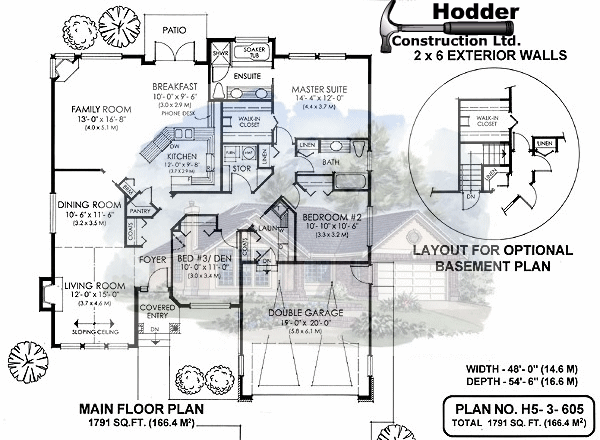 Hodder
Construction Ltd.
2 x 6 EXTERIOR WALLS
PATIO
SHWR
SOAKER
TUB
ENSUITE
BREAKFAST
10'- 0" x 9'- 6"
(3.0 x 2.9 M)
PHONE DESK
MASTER SUITE
14'- 4" x 12'- 0"
(4.4 x 3.7 M)
FAMILY ROOM
13'- 0" x 16'- 8"
(4.0 x 5.1 M)
WALK-IN
CLOSET
WALK-IN
CLOSET
LINEN
LINEN
DW
KITCHEN
12'- 0" x 9'- 8"
(3.7 x 2.9 M)
STOR
FURN
LINEN
BATH
LINEN
DN
PANTRY
DINING ROOM
10'- 6" x 11'- 6"
(3.2 x 3.5 M)
COATS
BEDROOM #2
10'- 10" x 10'- 6"
(3.3 x 3.2 M)
LAUN
COATS
FOYER
BED #3/ DEN
10'- 0" x 11'- 0"
(3.0 x 3.4 M)
DN
LAYOUT FOR OPTIONAL
BASEMENT PLAN
LIVING ROOM
12'- 0" x 15'- 0"
(3.7 x 4.6 M)
SLOPING CEILING
COVERED
ENTRY
DN
DOUBLE GARAGE
19'- 0" x 20'- 0"
(5.8 x 6.1 M)
WIDTH - 48'- 0" (14.6 M)
DEPTH - 54'- 6" (16.6 M)
MAIN FLOOR PLAN
1791 SQ.FT. (166.4 M²)
PLAN NO. H5- 3- 605
TOTAL 1791 SQ. FT. (166.4 M²)